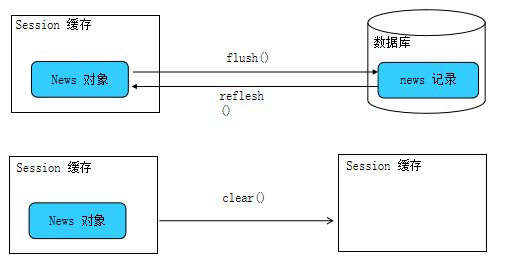 Session 缓存
数据库
News 对象
flush()
news 记录
reflesh
()
Session 缓存
Session 缓存
News 对象
clear()